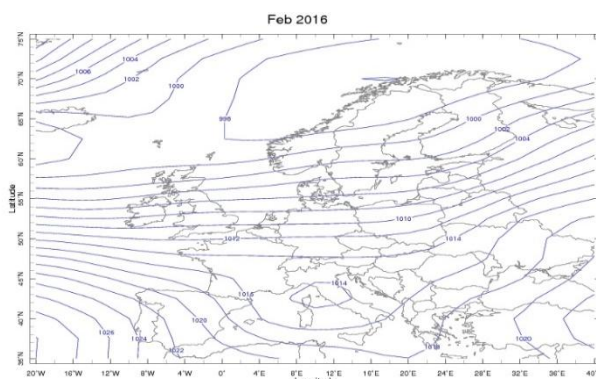 Feb 2016
75°N
70°N
65°N
60°N
55°N
50°N
45°N
40°N
35°N
Latitude
1006
1004
1002
1000
998
1000
1002
1004
1010
1012
1014
1016
1014
1026
1024
1020
1022
1018
1020
20°W
16°W
12°W
8°W
4°W
0°
4°E
8°E
12°E
16°E
20°E
24°E
28°E
32°E
36°E